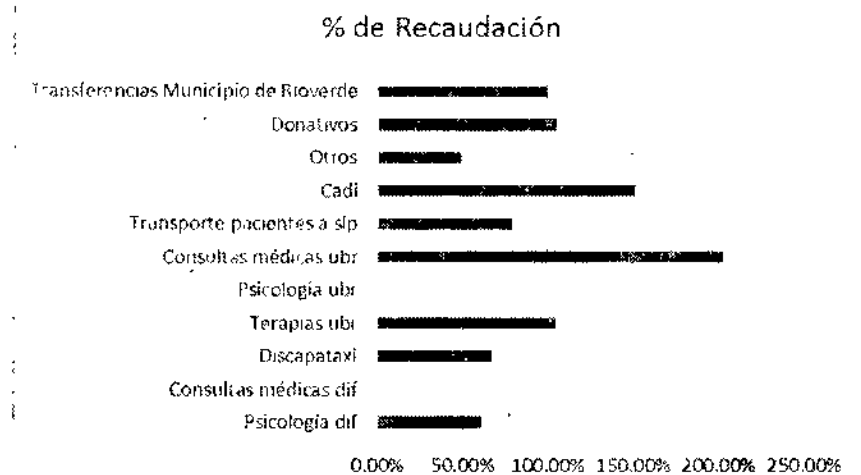 % de Recaudación
Transferencias Municipio de Rioverde
Donativos
Otros
Cadi
Transporte pacientes a slp
Consultas médicas ubr
Psicología ubr
Terapias ubr
Discapataxi
Consultas médicas dif
Psicología dif
0.00% 50.00% 100.00% 150.00% 200.00% 250.00%